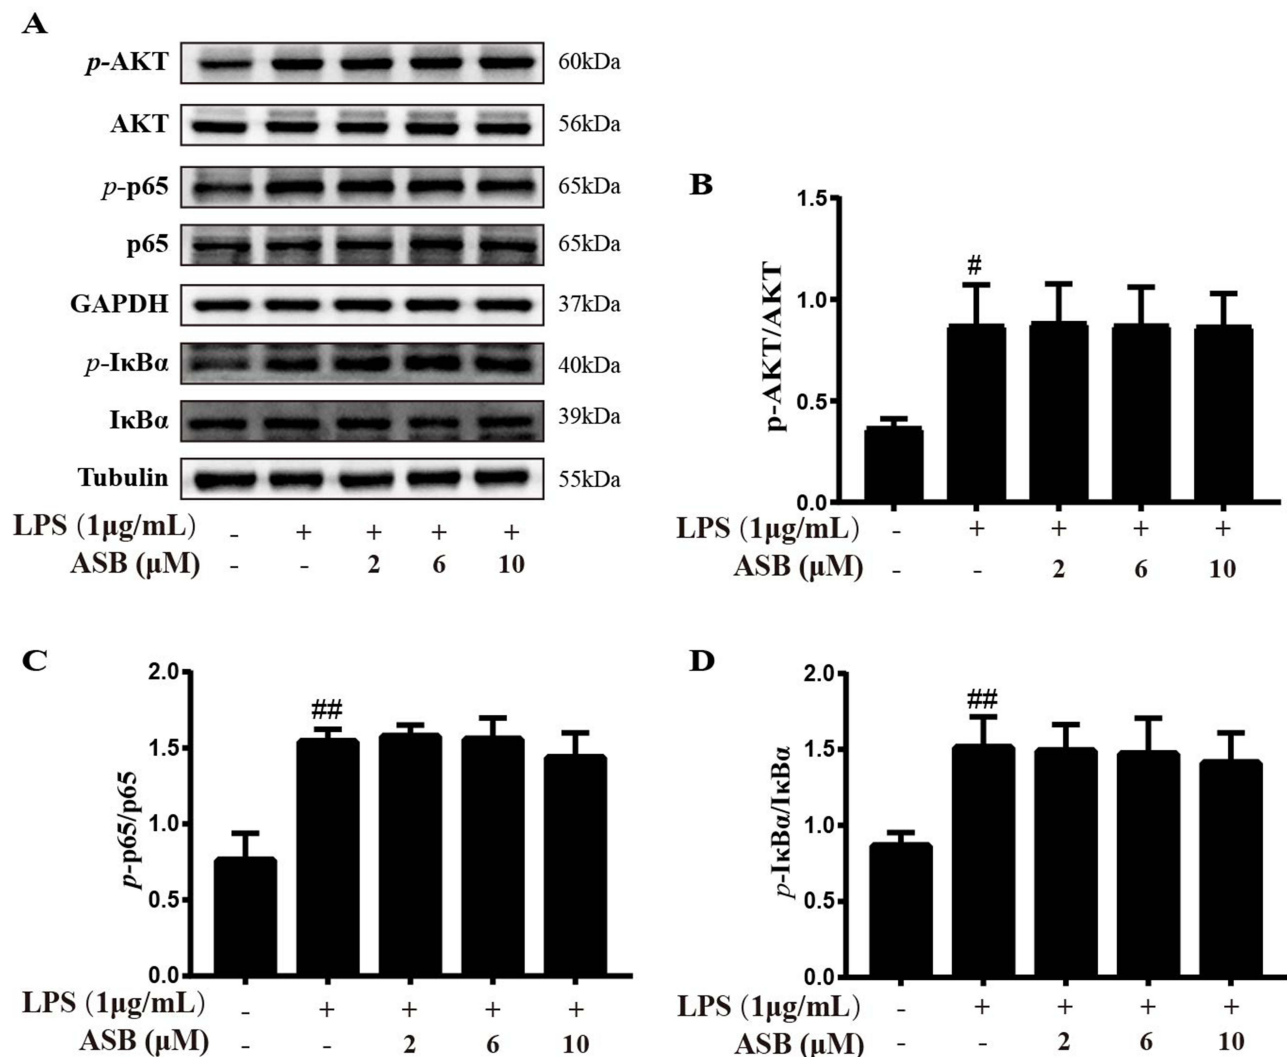 A
p-AKT 60kDa
AKT 56kDa
p-p65 65kDa
p65 65kDa
GAPDH 37kDa
p-IκBα 40kDa
IκBα 39kDa
Tubulin 55kDa
LPS (1μg/mL) - + + + +
ASB (μM) - - 2 6 10
B
1.5
1.0
0.5
0.0
p-AKT/AKT
#
LPS (1μg/mL) - + + + +
ASB (μM) - - 2 6 10
C
2.0
1.5
1.0
0.5
0.0
p-p65/p65
##
LPS (1μg/mL) - + + + +
ASB (μM) - - 2 6 10
D
2.0
1.5
1.0
0.5
0.0
p-IκBα/IκBα
##
LPS (1μg/mL) - + + + +
ASB (μM) - - 2 6 10